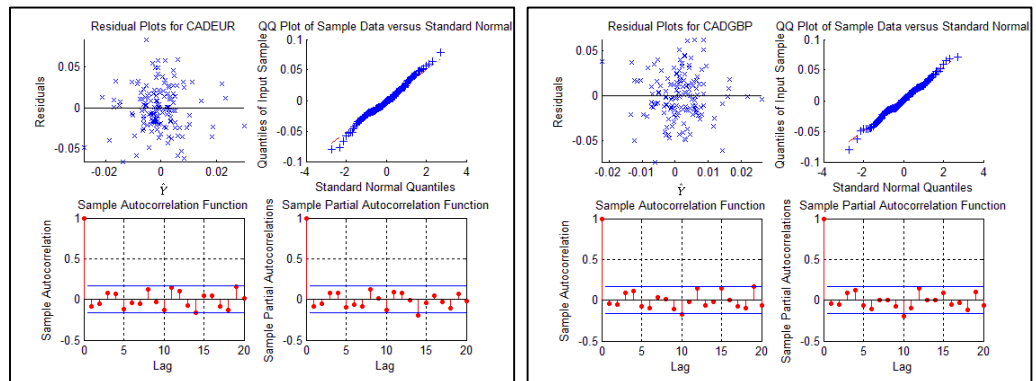 Residual Plots for CADEUR
0.05
0
-0.05
-0.02 0 0.02
Residuals
Ŷ
QQ Plot of Sample Data versus Standard Normal
0.1
0.05
0
-0.05
-0.1
-4 -2 0 2 4
Quantiles of Input Sample
Standard Normal Quantiles
Sample Autocorrelation Function
1
0.5
0
-0.5
0 5 10 15 20
Sample Autocorrelation
Lag
Sample Partial Autocorrelation Function
1
0.5
0
-0.5
0 5 10 15 20
Sample Partial Autocorrelations
Lag
Residual Plots for CADGBP
0.05
0
-0.05
-0.02 -0.01 0 0.01 0.02
Residuals
Ŷ
QQ Plot of Sample Data versus Standard Normal
0.1
0.05
0
-0.05
-0.1
-4 -2 0 2 4
Quantiles of Input Sample
Standard Normal Quantiles
Sample Autocorrelation Function
1
0.5
0
-0.5
0 5 10 15 20
Sample Autocorrelation
Lag
Sample Partial Autocorrelation Function
1
0.5
0
-0.5
0 5 10 15 20
Sample Partial Autocorrelations
Lag